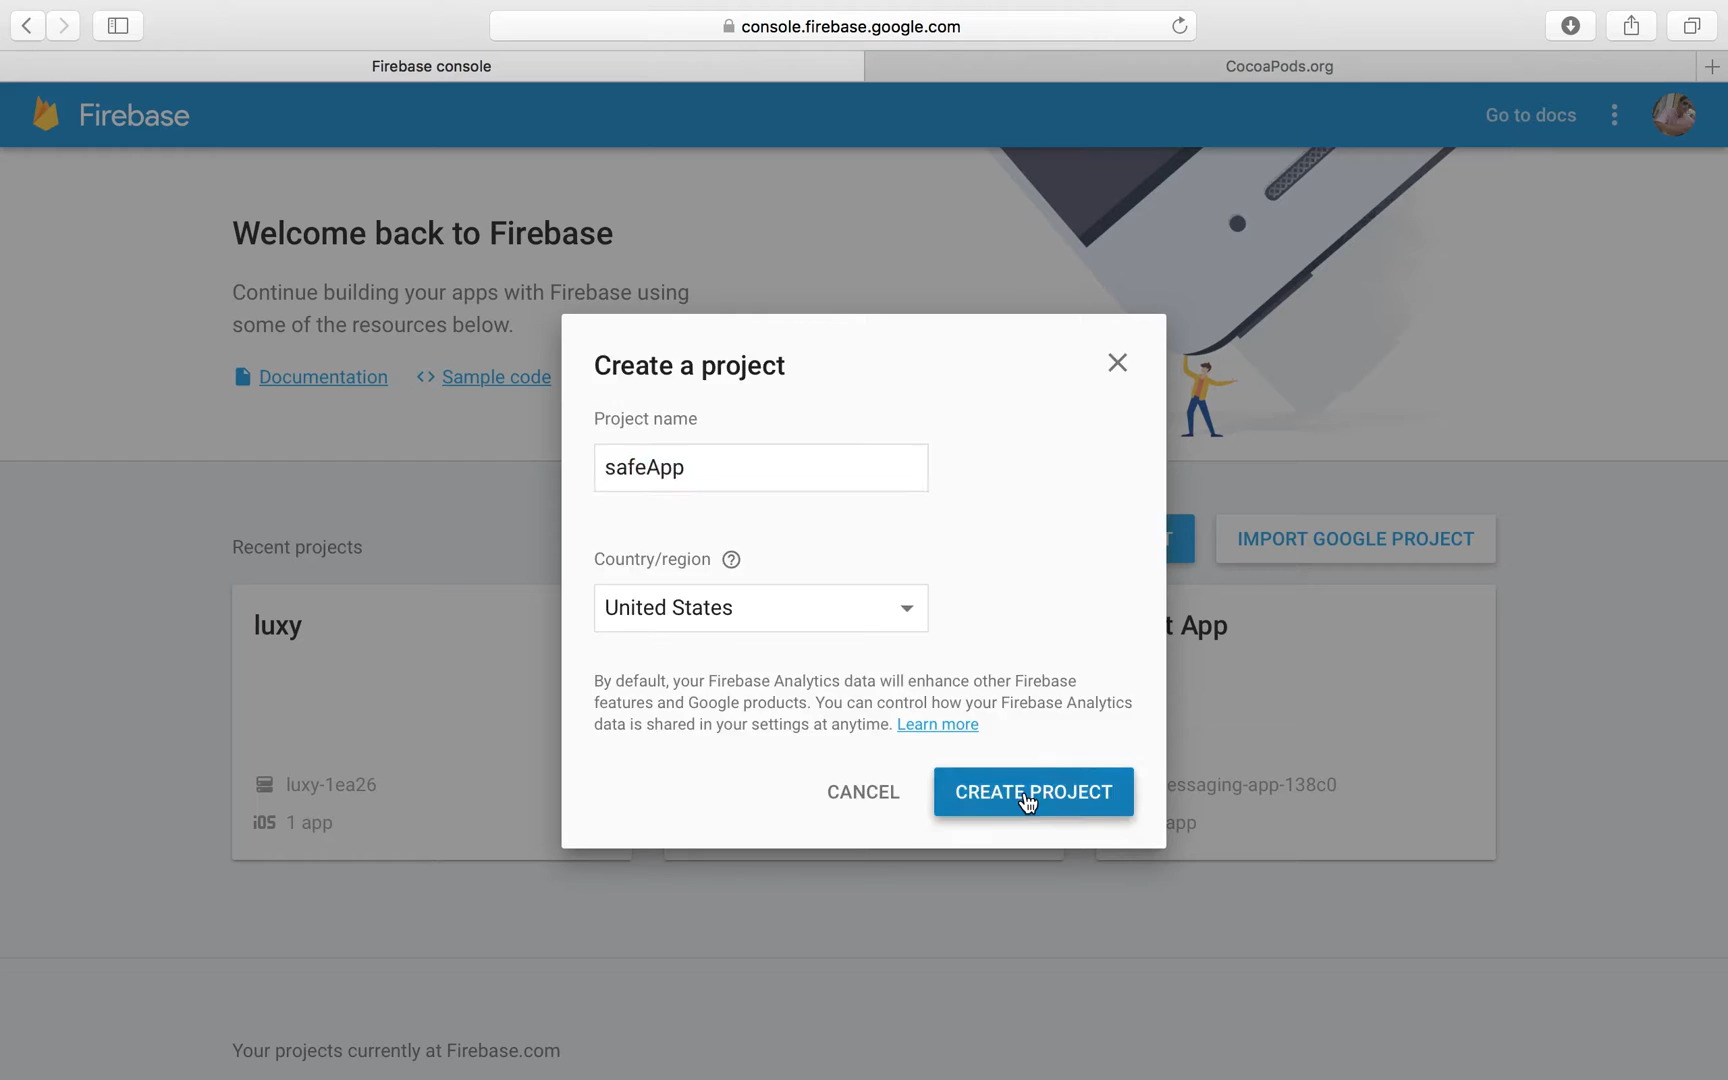 console.firebase.google.com
Firebase console
CocoaPods.org
Firebase
Go to docs
Welcome back to Firebase
Continue building your apps with Firebase using
some of the resources below.
Documentation
<> Sample code
Create a project
Project name
safeApp
Country/region
United States
By default, your Firebase Analytics data will enhance other Firebase
features and Google products. You can control how your Firebase Analytics
data is shared in your settings at anytime. Learn more
CANCEL
CREATE PROJECT
Recent projects
T
IMPORT GOOGLE PROJECT
luxy
luxy-1ea26
iOS 1 app
t App
essaging-app-138c0
app
Your projects currently at Firebase.com